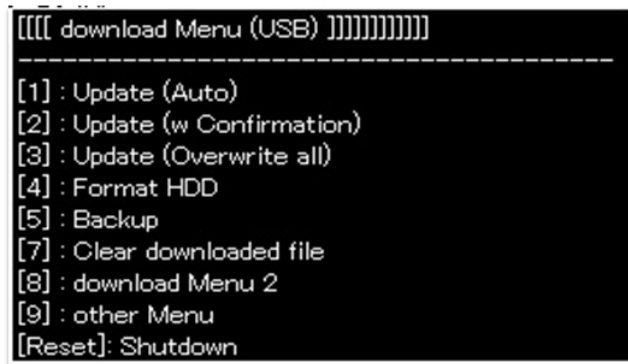 [[[[ download Menu (USB) ]]]]]]]]]]]]
----------------------------------------
[1] : Update (Auto)
[2] : Update (w Confirmation)
[3] : Update (Overwrite all)
[4] : Format HDD
[5] : Backup
[7] : Clear downloaded file
[8] : download Menu 2
[9] : other Menu
[Reset]: Shutdown